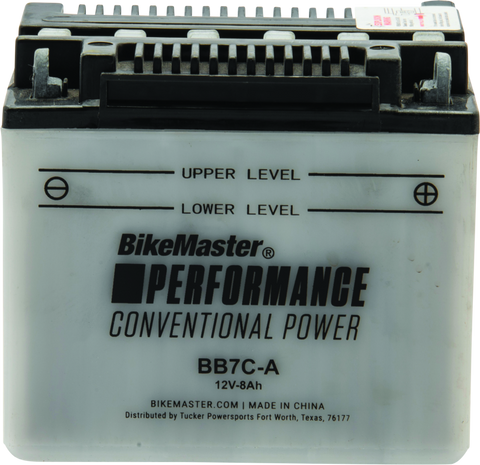 UPPER LEVEL
LOWER LEVEL
BikeMaster®
PERFORMANCE
CONVENTIONAL POWER
BB7C-A
12V-8Ah
BIKEMASTER.COM | MADE IN CHINA
Distributed by Tucker Powersports Fort Worth, Texas, 76177